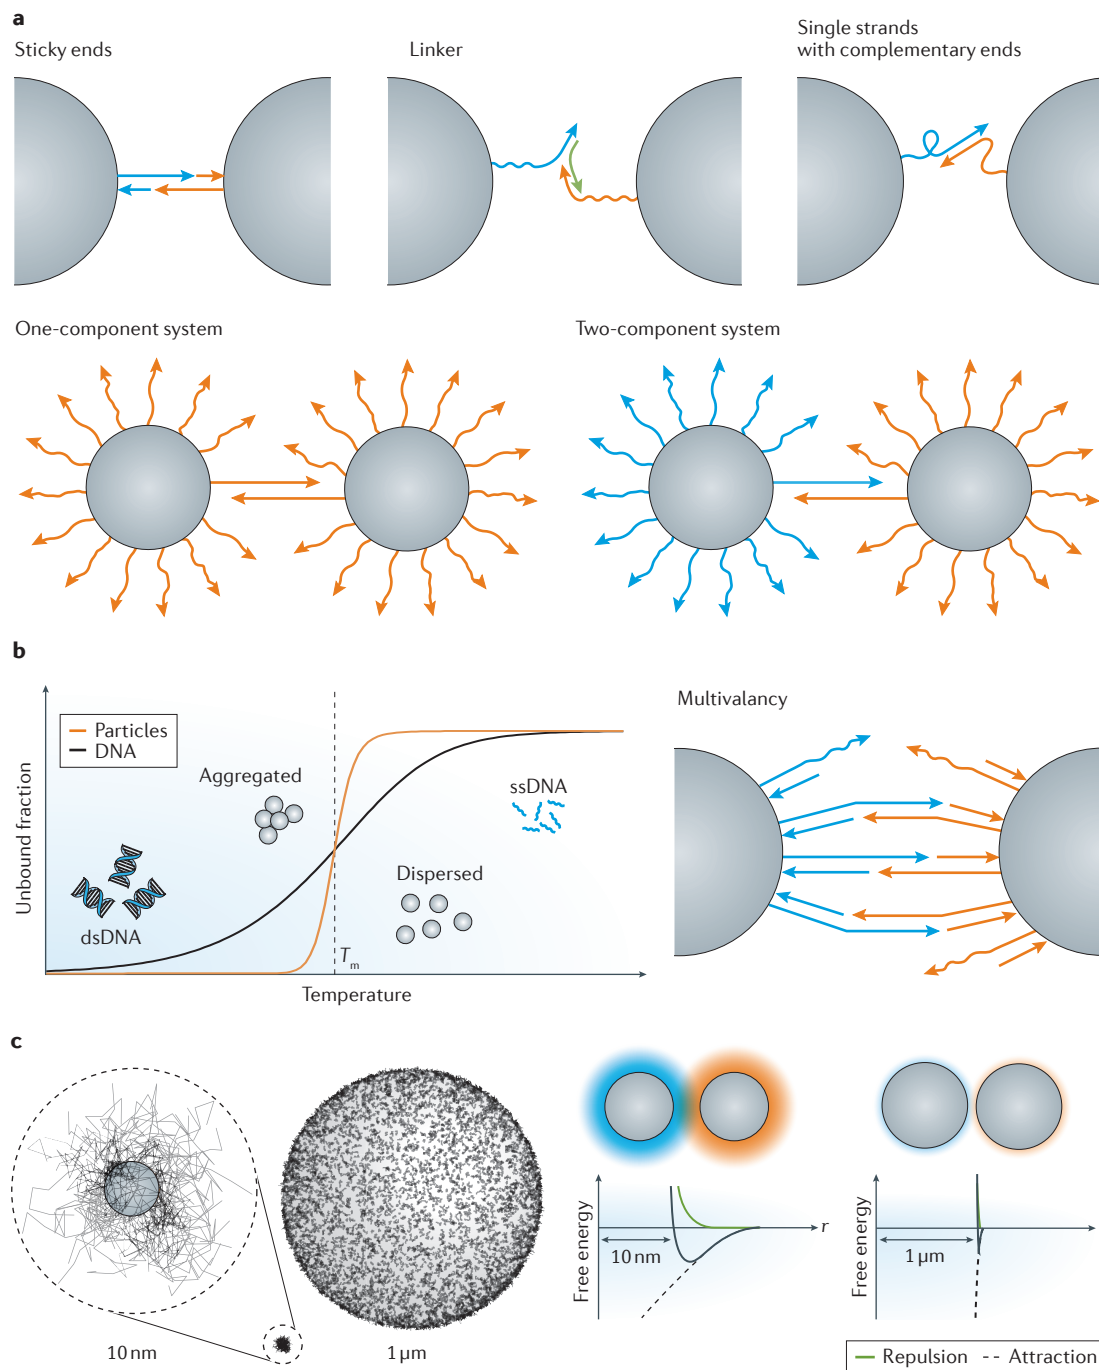 a
Sticky ends
Linker
Single strands
with complementary ends
One-component system
Two-component system
b
Particles
DNA
Aggregated
ssDNA
Dispersed
dsDNA
Tm
Unbound fraction
Temperature
Multivalancy
c
10 nm
1 µm
Free energy
10 nm
r
Free energy
1 µm
Repulsion
Attraction